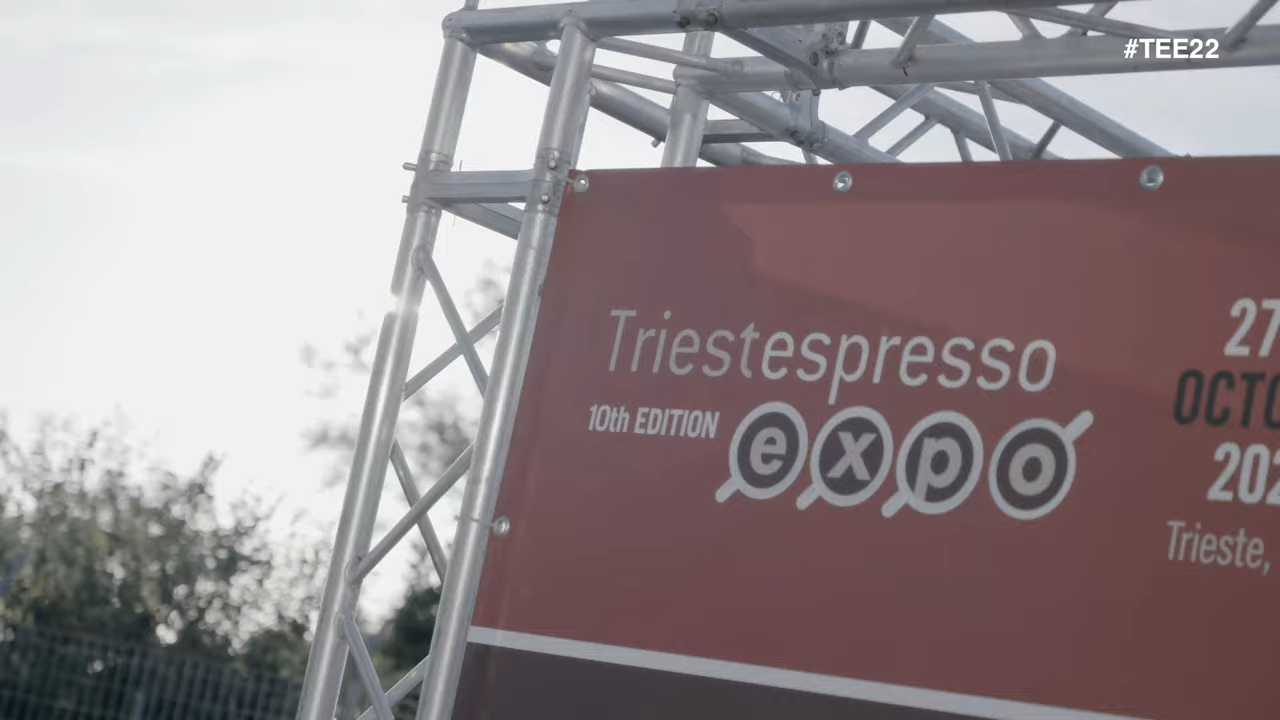 #TEE22
Triestespresso
10th EDITION expo
27
OCTO
202
Trieste,